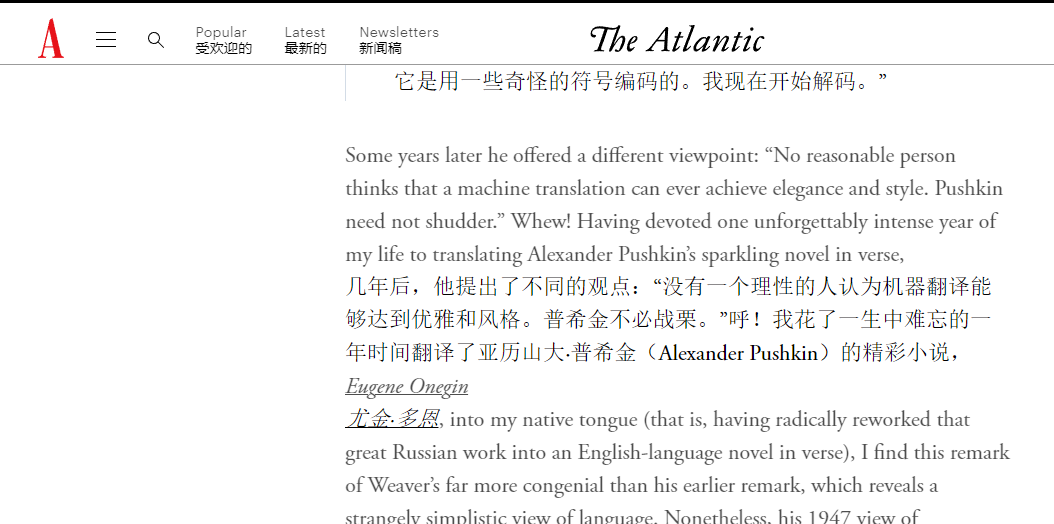 A
Popular
受欢迎的
Latest
最新的
Newsletters
新闻稿
The Atlantic
它是用一些奇怪的符号编码的。我现在开始解码。”
Some years later he offered a different viewpoint: “No reasonable person
thinks that a machine translation can ever achieve elegance and style. Pushkin
need not shudder.” Whew! Having devoted one unforgettably intense year of
my life to translating Alexander Pushkin’s sparkling novel in verse,
几年后，他提出了不同的观点：“没有一个理性的人认为机器翻译能
够达到优雅和风格。普希金不必战栗。”呼！我花了一生中难忘的一
年时间翻译了亚历山大·普希金（Alexander Pushkin）的精彩小说，
Eugene Onegin
尤金·多恩, into my native tongue (that is, having radically reworked that
great Russian work into an English-language novel in verse), I find this remark
of Weaver’s far more congenial than his earlier remark, which reveals a
strangely simplistic view of language. Nonetheless, his 1947 view of